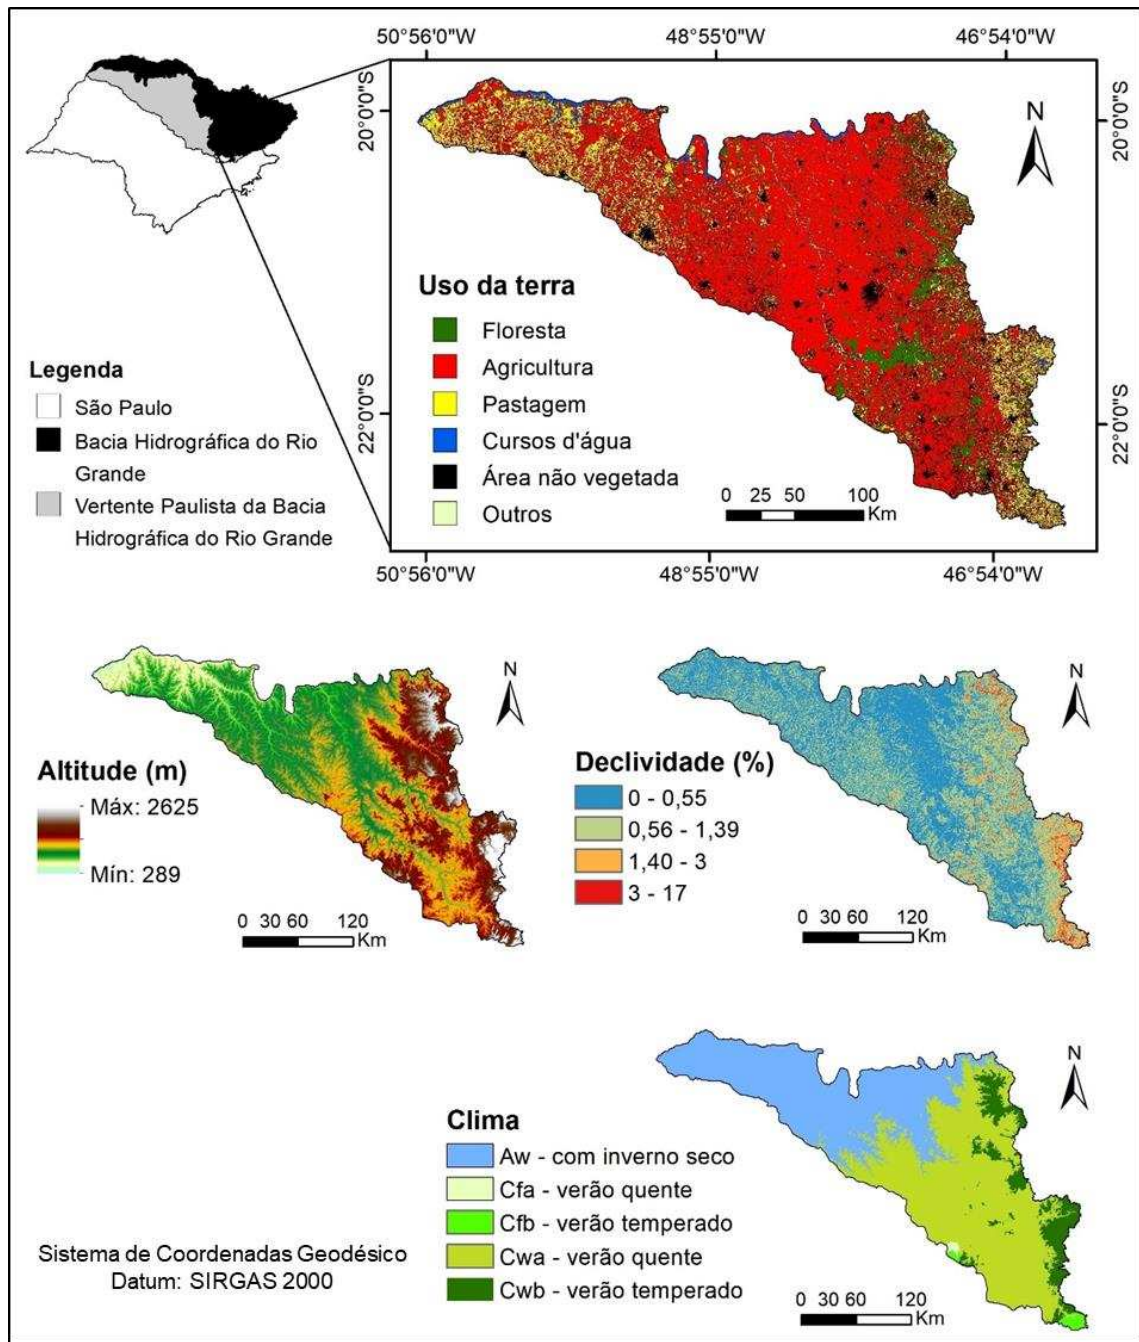 50°56'0"W
48°55'0"W
46°54'0"W
20°0'0"S
20°0'0"S
N
Uso da terra
Floresta
Agricultura
Pastagem
Cursos d'água
Área não vegetada
Outros
22°0'0"S
22°0'0"S
0 25 50 100
Km
Legenda
São Paulo
Bacia Hidrográfica do Rio
Grande
Vertente Paulista da Bacia
Hidrográfica do Rio Grande
50°56'0"W
48°55'0"W
46°54'0"W
N
Altitude (m)
Máx: 2625
Mín: 289
0 30 60 120
Km
N
Declividade (%)
0 - 0,55
0,56 - 1,39
1,40 - 3
3 - 17
0 30 60 120
Km
N
Clima
Aw - com inverno seco
Cfa - verão quente
Cfb - verão temperado
Cwa - verão quente
Cwb - verão temperado
0 30 60 120
Km
Sistema de Coordenadas Geodésico
Datum: SIRGAS 2000